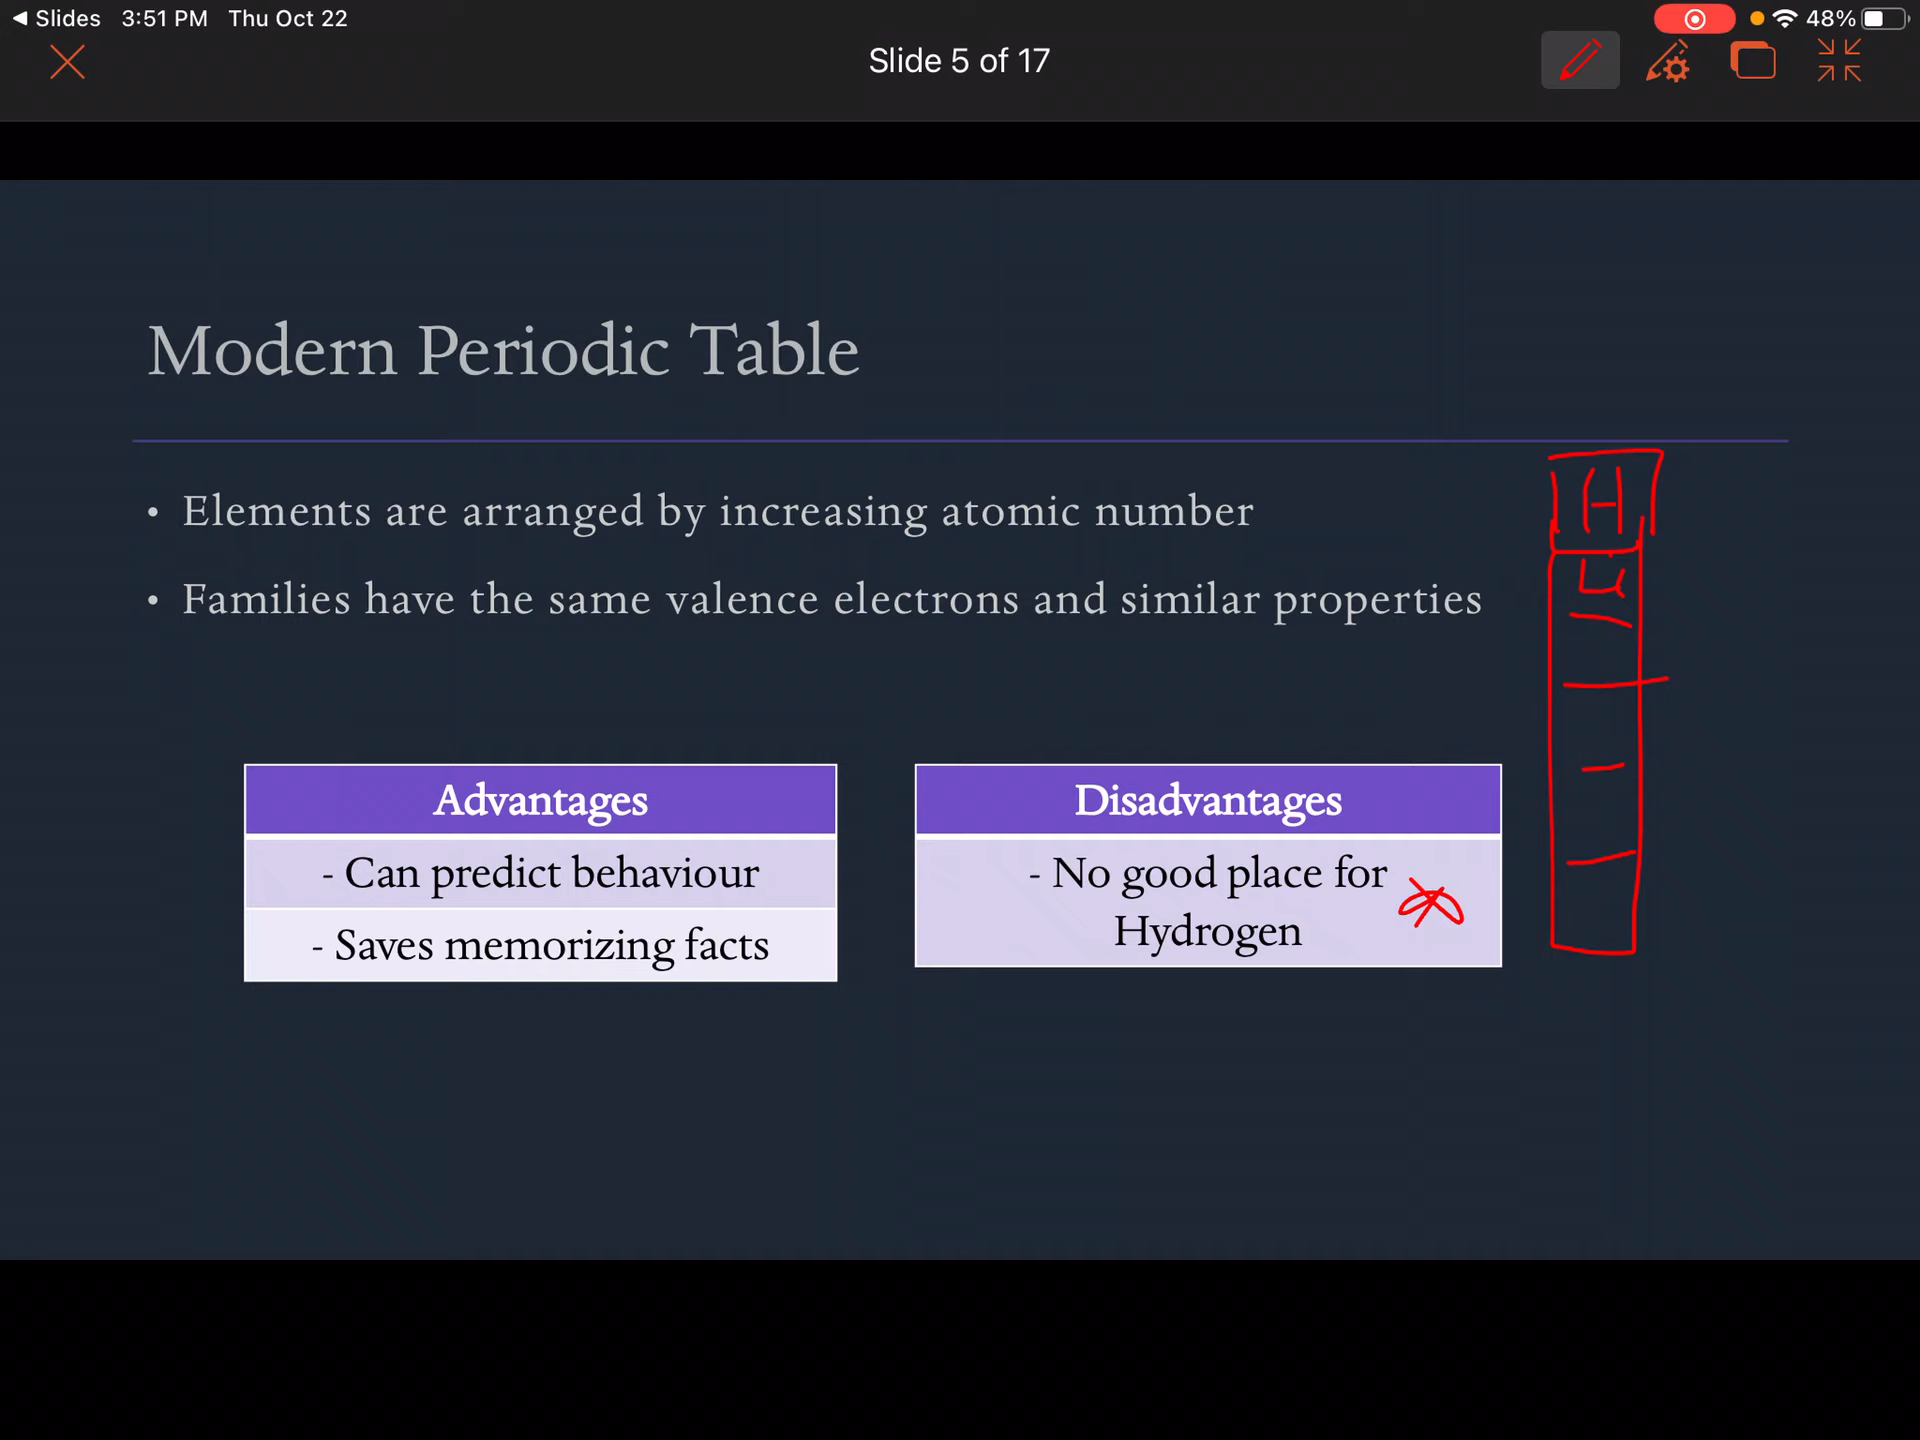 Slides 3:51 PM Thu Oct 22
48%
Slide 5 of 17
Modern Periodic Table
• Elements are arranged by increasing atomic number
• Families have the same valence electrons and similar properties
H
Li
Advantages
- Can predict behaviour
- Saves memorizing facts
Disadvantages
- No good place for
Hydrogen